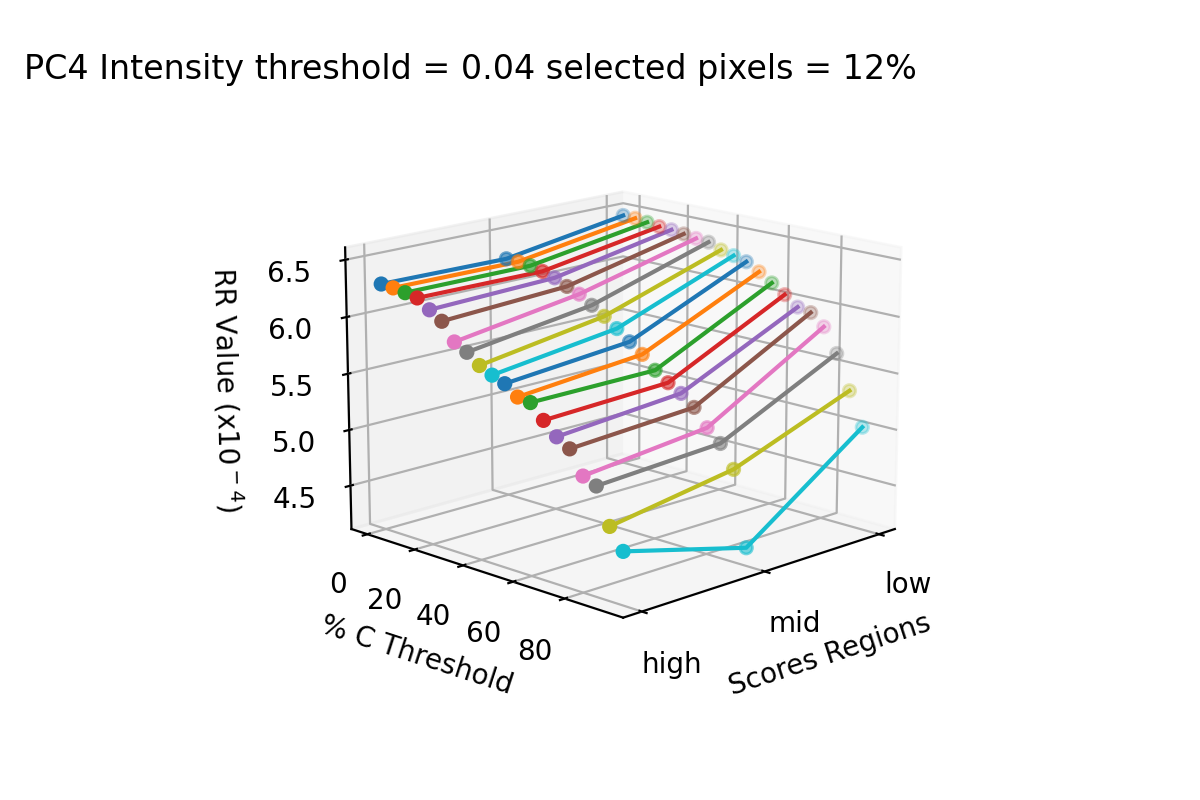 PC4 Intensity threshold = 0.04 selected pixels = 12%
6.5
6.0
5.5
5.0
4.5
RR Value (x10⁻⁴)
0
20
40
60
80
% C Threshold
high
mid
low
Scores Regions